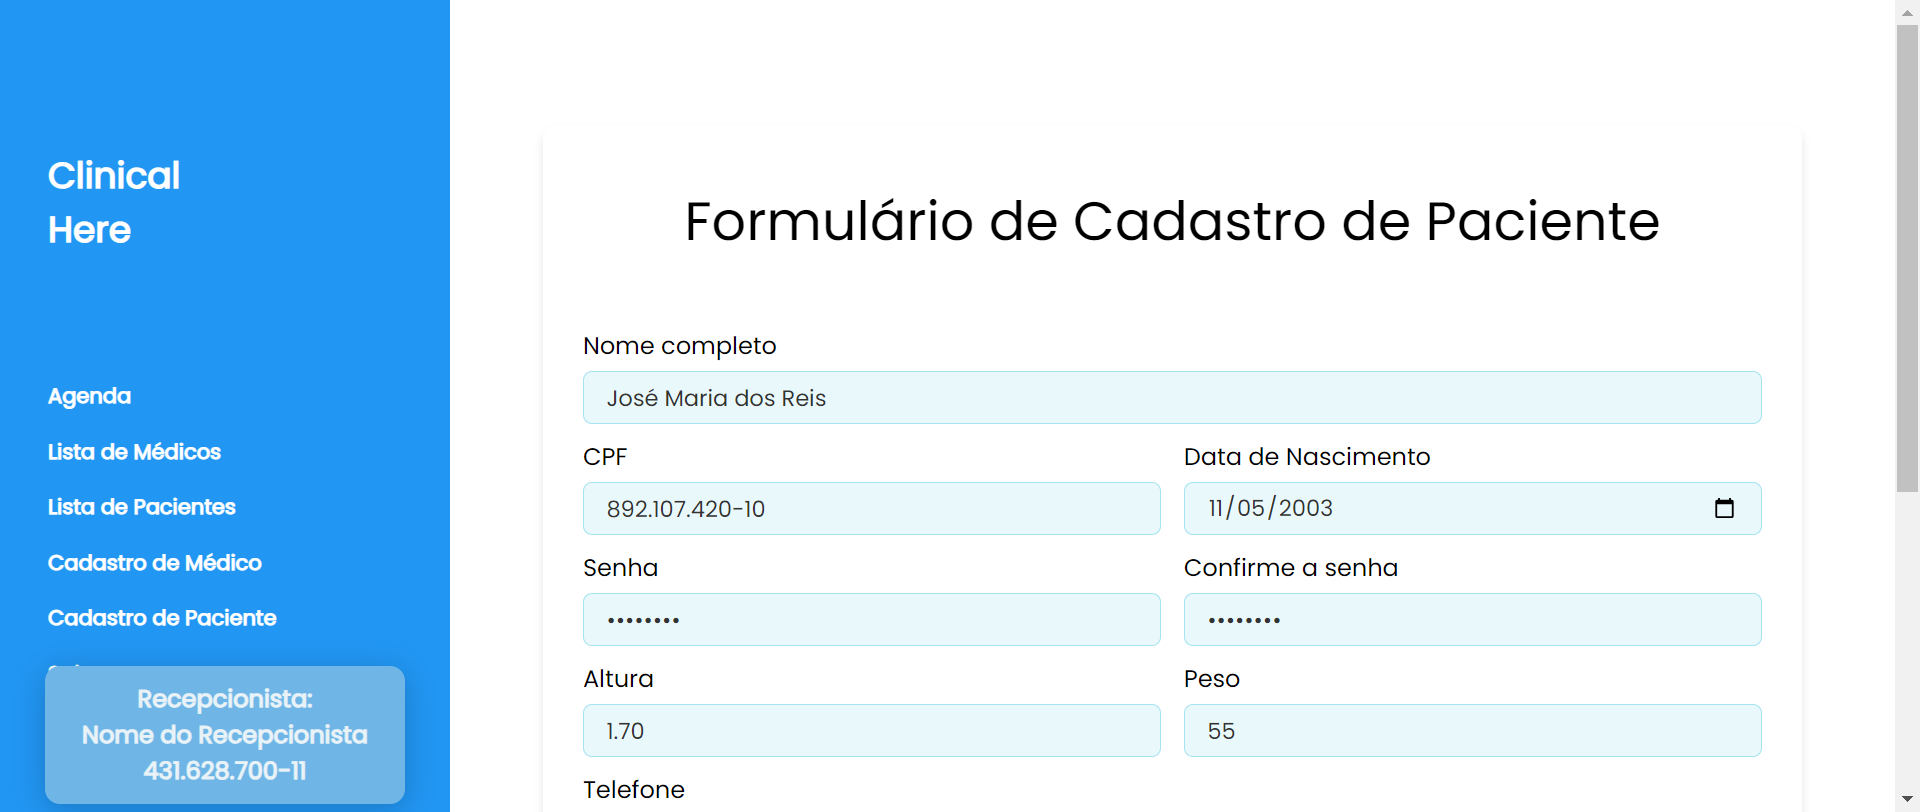 Clinical
Here
Agenda
Lista de Médicos
Lista de Pacientes
Cadastro de Médico
Cadastro de Paciente
Recepcionista:
Nome do Recepcionista
431.628.700-11
Formulário de Cadastro de Paciente
Nome completo
José Maria dos Reis
CPF
Data de Nascimento
892.107.420-10
11/05/2003
Senha
Confirme a senha
••••••••
••••••••
Altura
Peso
1.70
55
Telefone